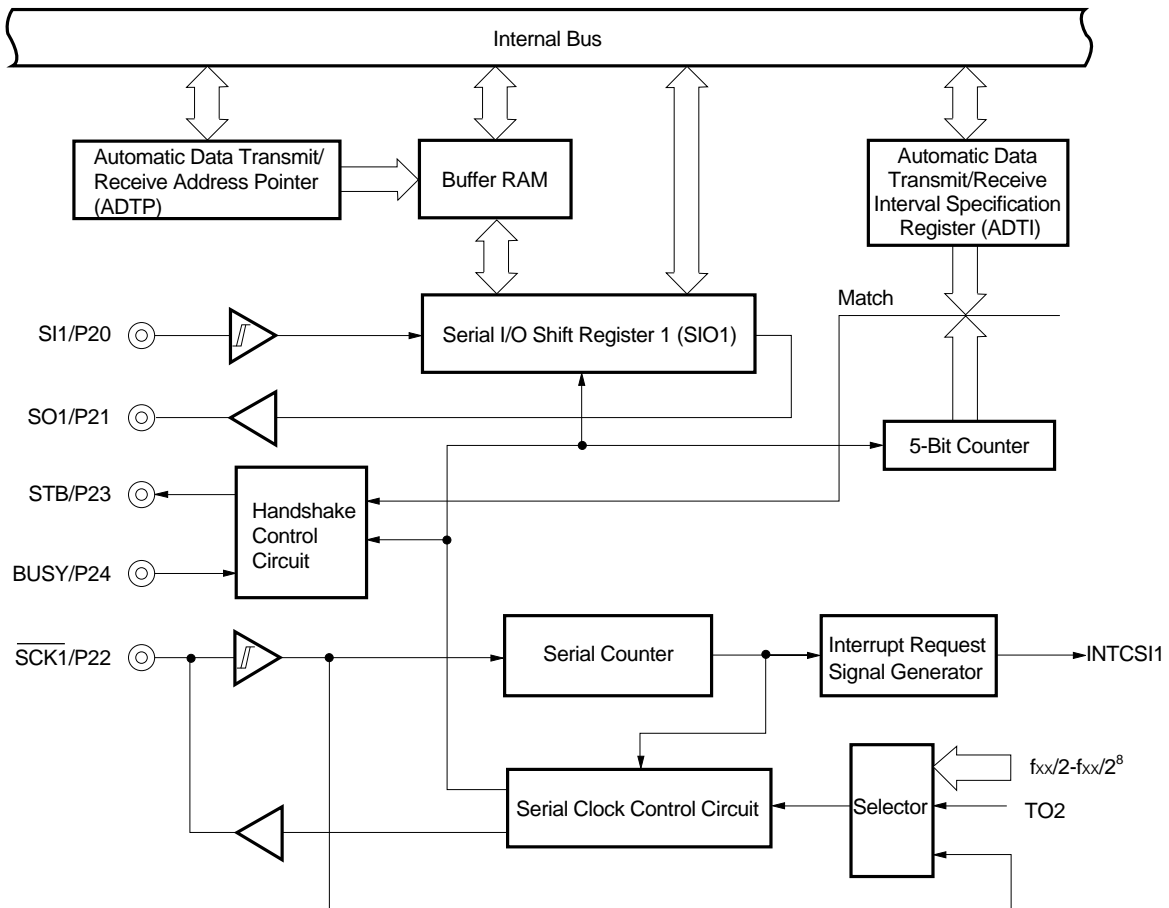 Internal Bus
Automatic Data Transmit/
Receive Address Pointer
(ADTP)
Buffer RAM
Automatic Data
Transmit/Receive
Interval Specification
Register (ADTI)
Match
SI1/P20
Serial I/O Shift Register 1 (SIO1)
SO1/P21
5-Bit Counter
STB/P23
Handshake
Control
Circuit
BUSY/P24
SCK1/P22
Serial Counter
Interrupt Request
Signal Generator
INTCSI1
fxx/2-fxx/2⁸
Serial Clock Control Circuit
Selector
TO2